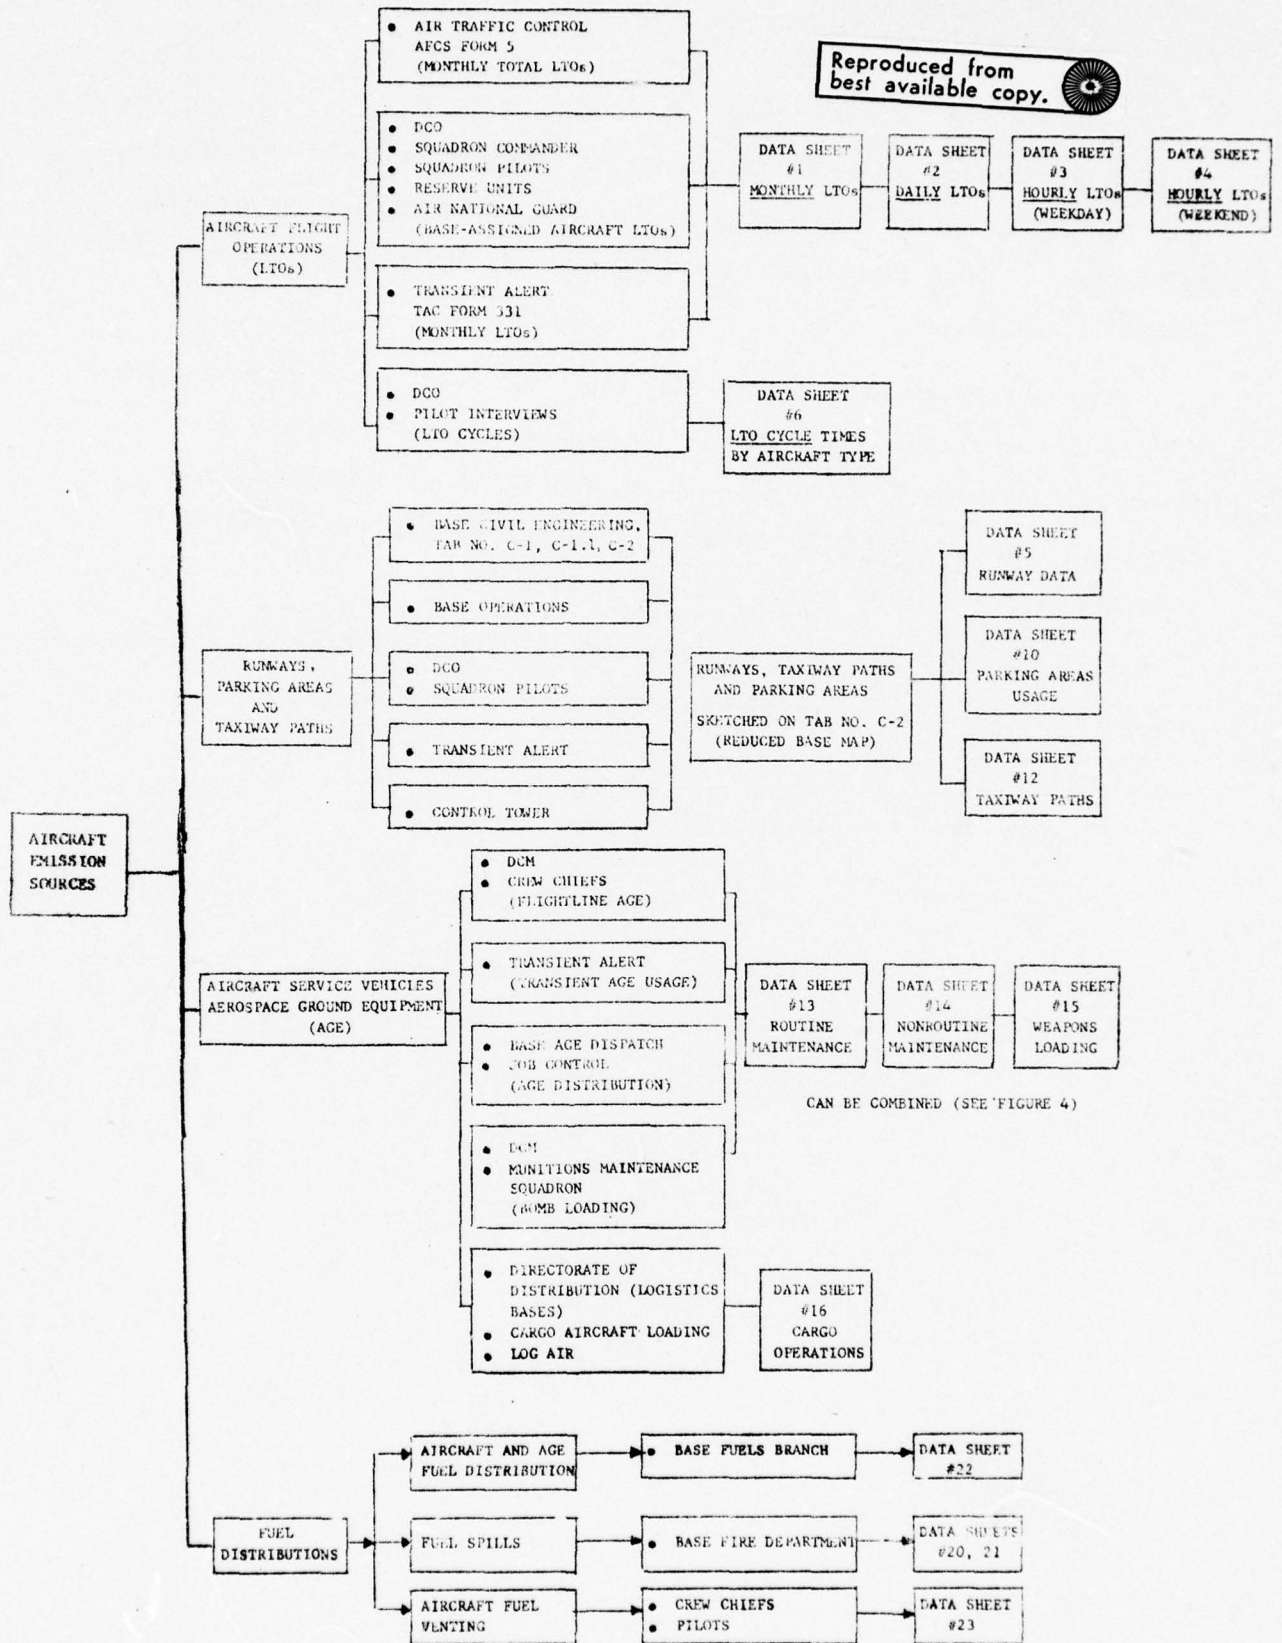 Reproduced from
best available copy.
AIR TRAFFIC CONTROL
AFCS FORM 5
(MONTHLY TOTAL LTOs)
DCO
SQUADRON COMMANDER
SQUADRON PILOTS
RESERVE UNITS
AIR NATIONAL GUARD
(BASE-ASSIGNED AIRCRAFT LTOs)
TRANSIENT ALERT
TAC FORM 331
(MONTHLY LTOs)
DCO
PILOT INTERVIEWS
(LTO CYCLES)
DATA SHEET
#1
MONTHLY LTOs
DATA SHEET
#2
DAILY LTOs
DATA SHEET
#3
HOURLY LTOs
(WEEKDAY)
DATA SHEET
#4
HOURLY LTOs
(WEEKEND)
AIRCRAFT FLIGHT
OPERATIONS
(LTOs)
DATA SHEET
#6
LTO CYCLE TIMES
BY AIRCRAFT TYPE
BASE CIVIL ENGINEERING,
TAB NO. C-1, C-1.1, C-2
BASE OPERATIONS
DCO
SQUADRON PILOTS
TRANSIENT ALERT
CONTROL TOWER
RUNWAYS,
PARKING AREAS
AND
TAXIWAY PATHS
RUNWAYS, TAXIWAY PATHS
AND PARKING AREAS
SKETCHED ON TAB NO. C-2
(REDUCED BASE MAP)
DATA SHEET
#5
RUNWAY DATA
DATA SHEET
#10
PARKING AREAS
USAGE
DATA SHEET
#12
TAXIWAY PATHS
AIRCRAFT
EMISSION
SOURCES
DCM
CREW CHIEFS
(FLIGHTLINE AGE)
TRANSIENT ALERT
(TRANSIENT AGE USAGE)
BASE AGE DISPATCH
JOB CONTROL
(AGE DISTRIBUTION)
DCM
MUNITIONS MAINTENANCE
SQUADRON
(BOMB LOADING)
DIRECTORATE OF
DISTRIBUTION (LOGISTICS
BASES)
CARGO AIRCRAFT LOADING
LOG AIR
AIRCRAFT SERVICE VEHICLES
AEROSPACE GROUND EQUIPMENT
(AGE)
DATA SHEET
#13
ROUTINE
MAINTENANCE
DATA SHEET
#14
NONROUTINE
MAINTENANCE
DATA SHEET
#15
WEAPONS
LOADING
CAN BE COMBINED (SEE FIGURE 4)
DATA SHEET
#16
CARGO
OPERATIONS
FUEL
DISTRIBUTIONS
AIRCRAFT AND AGE
FUEL DISTRIBUTION
BASE FUELS BRANCH
DATA SHEET
#22
FUEL SPILLS
BASE FIRE DEPARTMENT
DATA SHEETS
#20, 21
AIRCRAFT FUEL
VENTING
CREW CHIEFS
PILOTS
DATA SHEET
#23